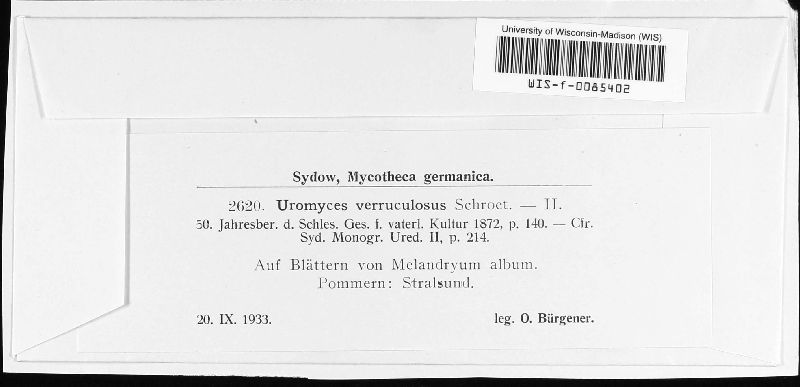 University of Wisconsin-Madison (WIS)
WIS-f-0085402
Sydow, Mycotheca germanica.
2620. Uromyces verruculosus Schroet. — II.
50. Jahresber. d. Schles. Ges. f. vaterl. Kultur 1872, p. 140. — Cfr.
Syd. Monogr. Ured. II, p. 214.
Auf Blättern von Melandryum album.
Pommern: Stralsund.
20. IX. 1933. leg. O. Bürgener.